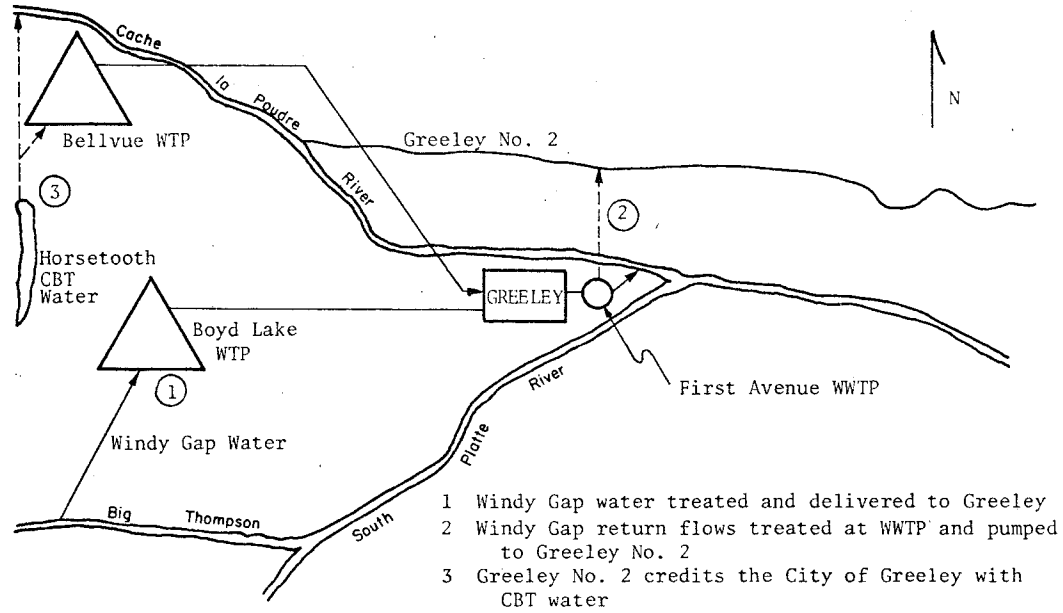 Cache
la
Poudre
River
N
Bellvue WTP
Greeley No. 2
3
2
Horsetooth
CBT
Water
GREELEY
Boyd Lake
WTP
1
First Avenue WWTP
Windy Gap Water
River
Platte
South
Big Thompson
1 Windy Gap water treated and delivered to Greeley
2 Windy Gap return flows treated at WWTP and pumped
to Greeley No. 2
3 Greeley No. 2 credits the City of Greeley with
CBT water